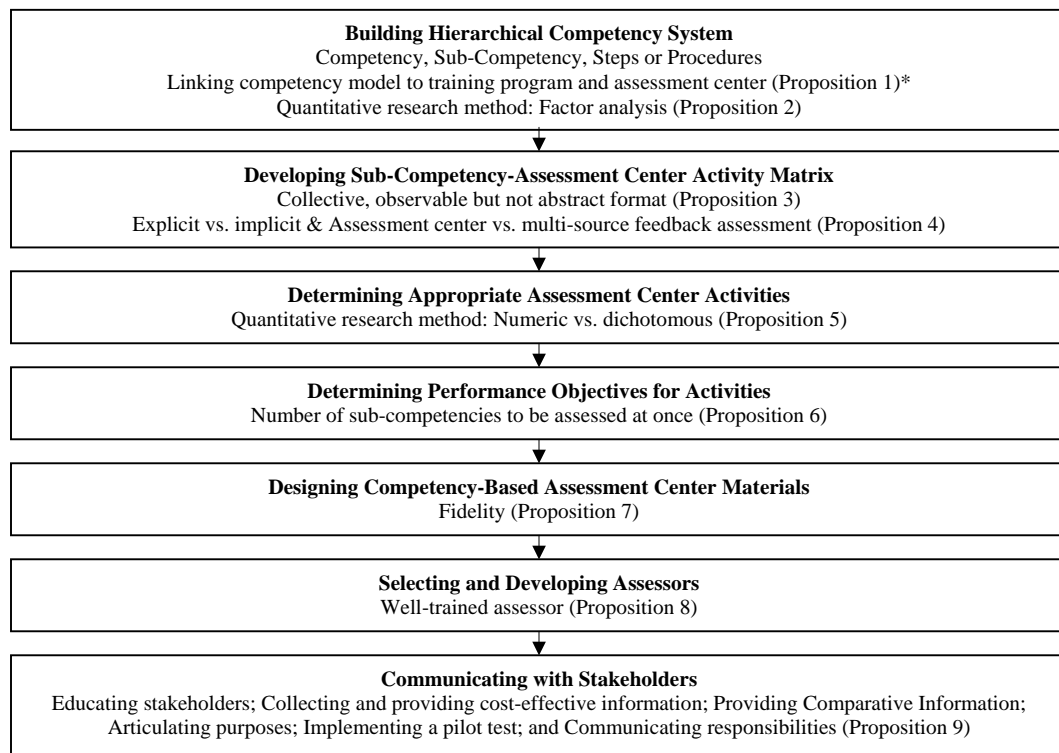 Building Hierarchical Competency System
Competency, Sub-Competency, Steps or Procedures
Linking competency model to training program and assessment center (Proposition 1)*
Quantitative research method: Factor analysis (Proposition 2)
Developing Sub-Competency-Assessment Center Activity Matrix
Collective, observable but not abstract format (Proposition 3)
Explicit vs. implicit & Assessment center vs. multi-source feedback assessment (Proposition 4)
Determining Appropriate Assessment Center Activities
Quantitative research method: Numeric vs. dichotomous (Proposition 5)
Determining Performance Objectives for Activities
Number of sub-competencies to be assessed at once (Proposition 6)
Designing Competency-Based Assessment Center Materials
Fidelity (Proposition 7)
Selecting and Developing Assessors
Well-trained assessor (Proposition 8)
Communicating with Stakeholders
Educating stakeholders; Collecting and providing cost-effective information; Providing Comparative Information;
Articulating purposes; Implementing a pilot test; and Communicating responsibilities (Proposition 9)